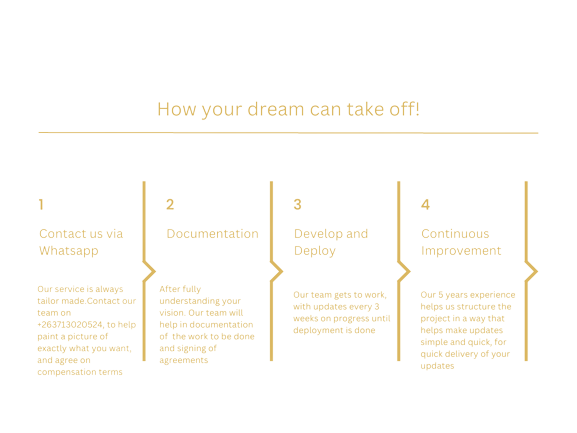 How your dream can take off!
1
Contact us via
Whatsapp
Our service is always
tailor made.Contact our
team on
+263713020524, to help
paint a picture of
exactly what you want,
and agree on
compensation terms
2
Documentation
After fully
understanding your
vision. Our team will
help in documentation
of the work to be done
and signing of
agreements
3
Develop and
Deploy
Our team gets to work,
with updates every 3
weeks on progress until
deployment is done
4
Continuous
Improvement
Our 5 years experience
helps us structure the
project in a way that
helps make updates
simple and quick, for
quick delivery of your
updates